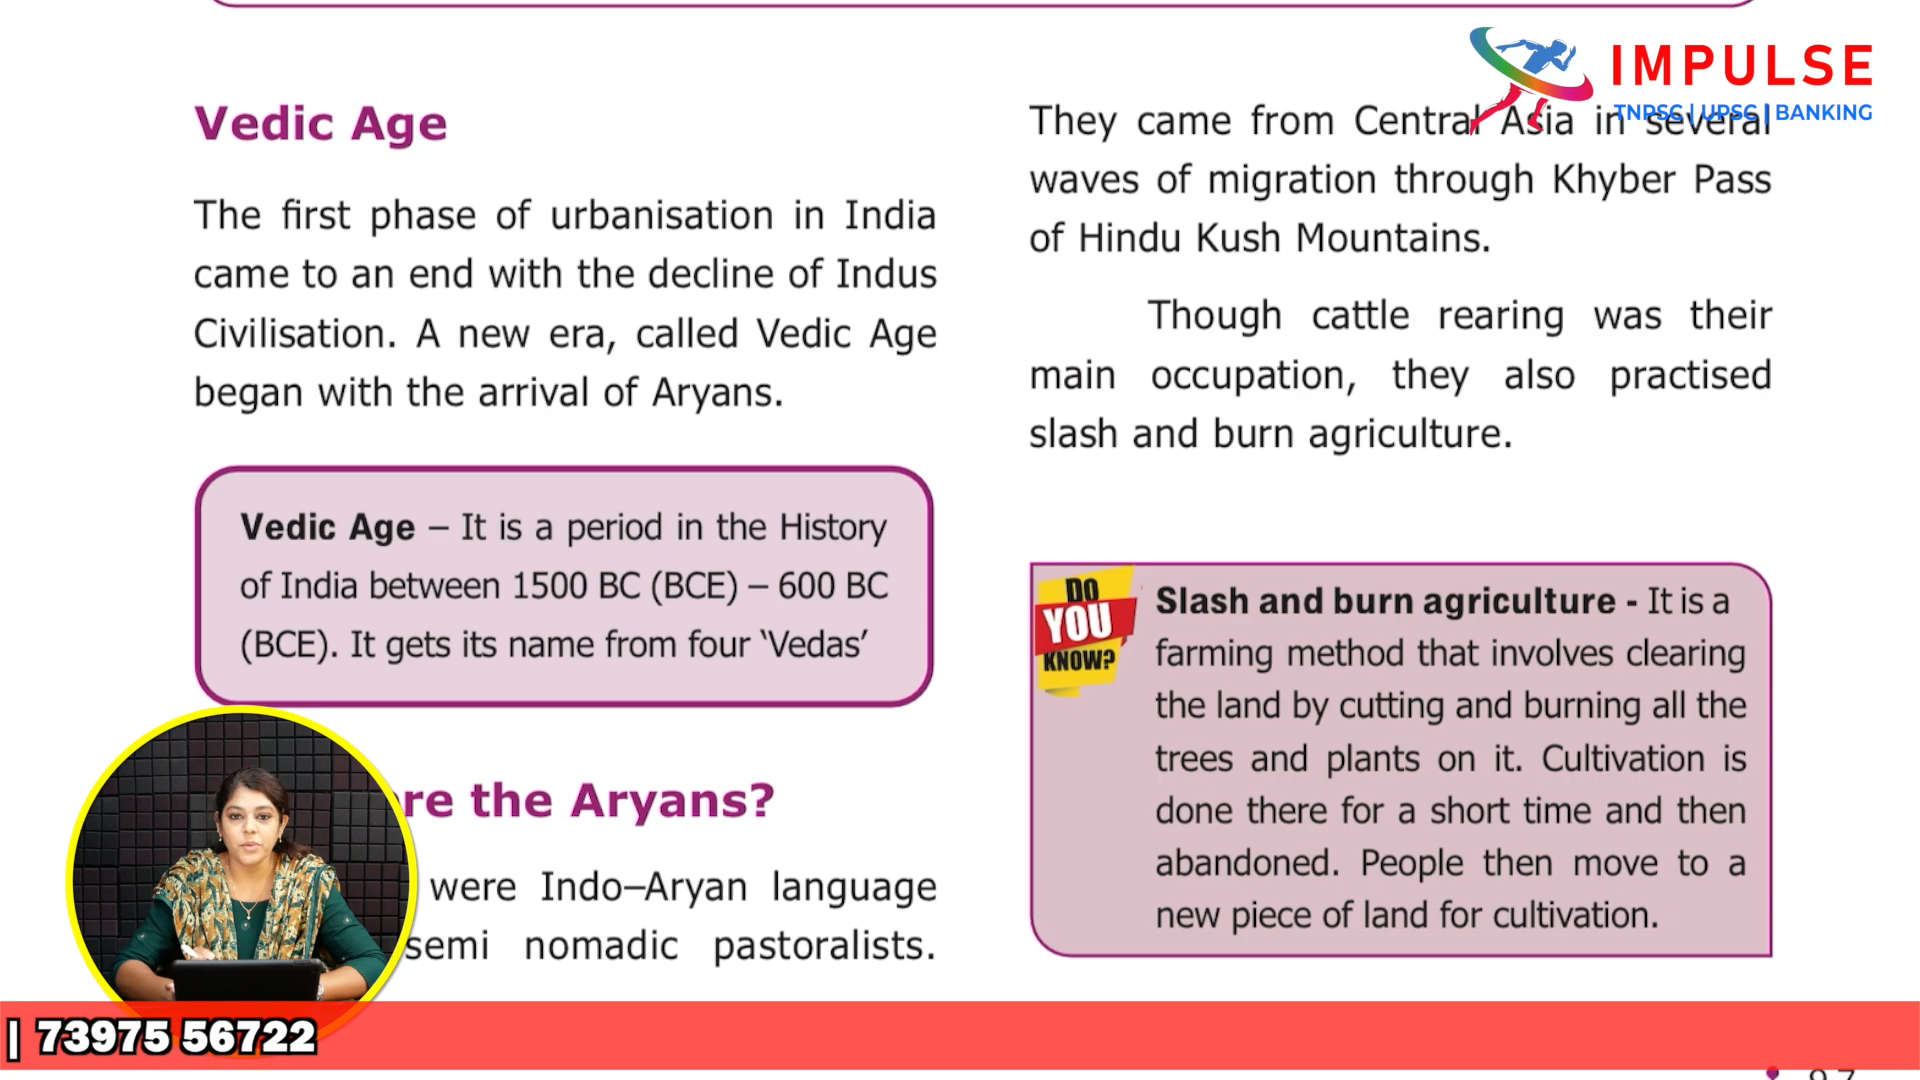 Vedic Age
The first phase of urbanisation in India
came to an end with the decline of Indus
Civilisation. A new era, called Vedic Age
began with the arrival of Aryans.
Vedic Age – It is a period in the History
of India between 1500 BC (BCE) – 600 BC
(BCE). It gets its name from four ‘Vedas’
re the Aryans?
were Indo–Aryan language
semi nomadic pastoralists.
IMPULSE
TNPSC | UPSC | BANKING
They came from Central Asia in several
waves of migration through Khyber Pass
of Hindu Kush Mountains.
Though cattle rearing was their
main occupation, they also practised
slash and burn agriculture.
DO
YOU
KNOW?
Slash and burn agriculture - It is a
farming method that involves clearing
the land by cutting and burning all the
trees and plants on it. Cultivation is
done there for a short time and then
abandoned. People then move to a
new piece of land for cultivation.
| 73975 56722